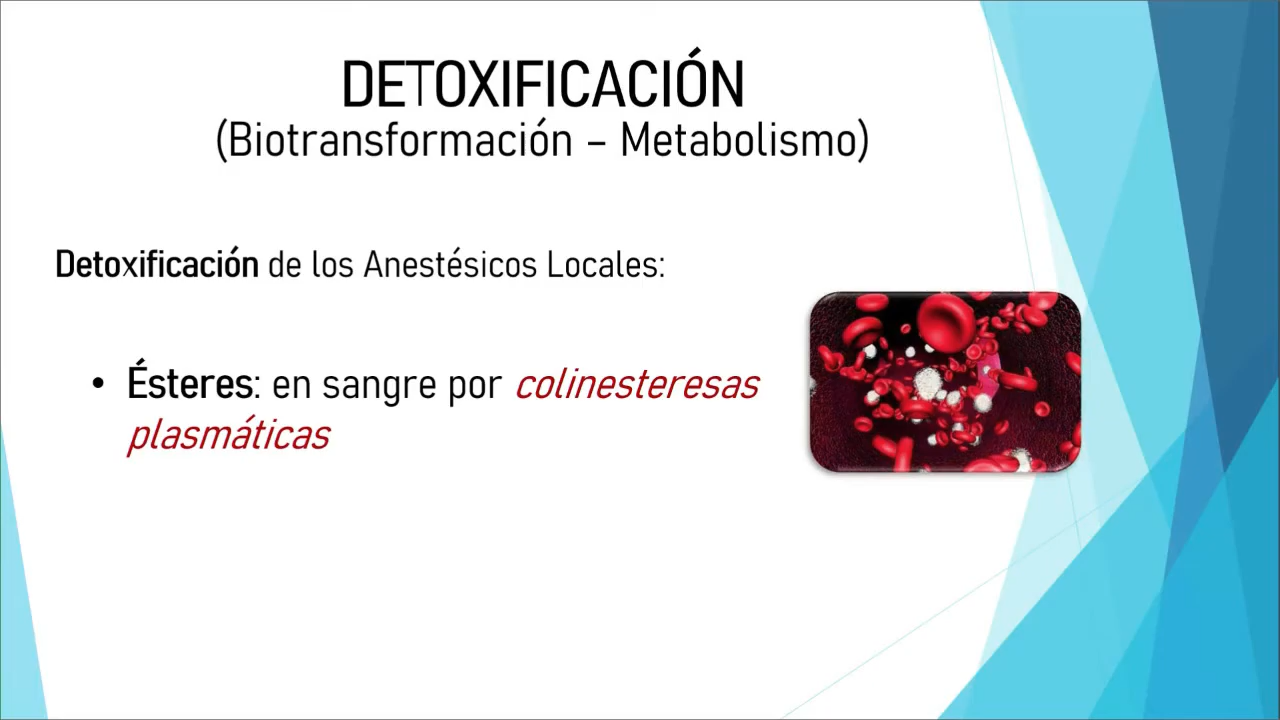 DETOXIFICACIÓN
(Biotransformación – Metabolismo)
Detoxificación de los Anestésicos Locales:
• Ésteres: en sangre por colinesteresas
plasmáticas